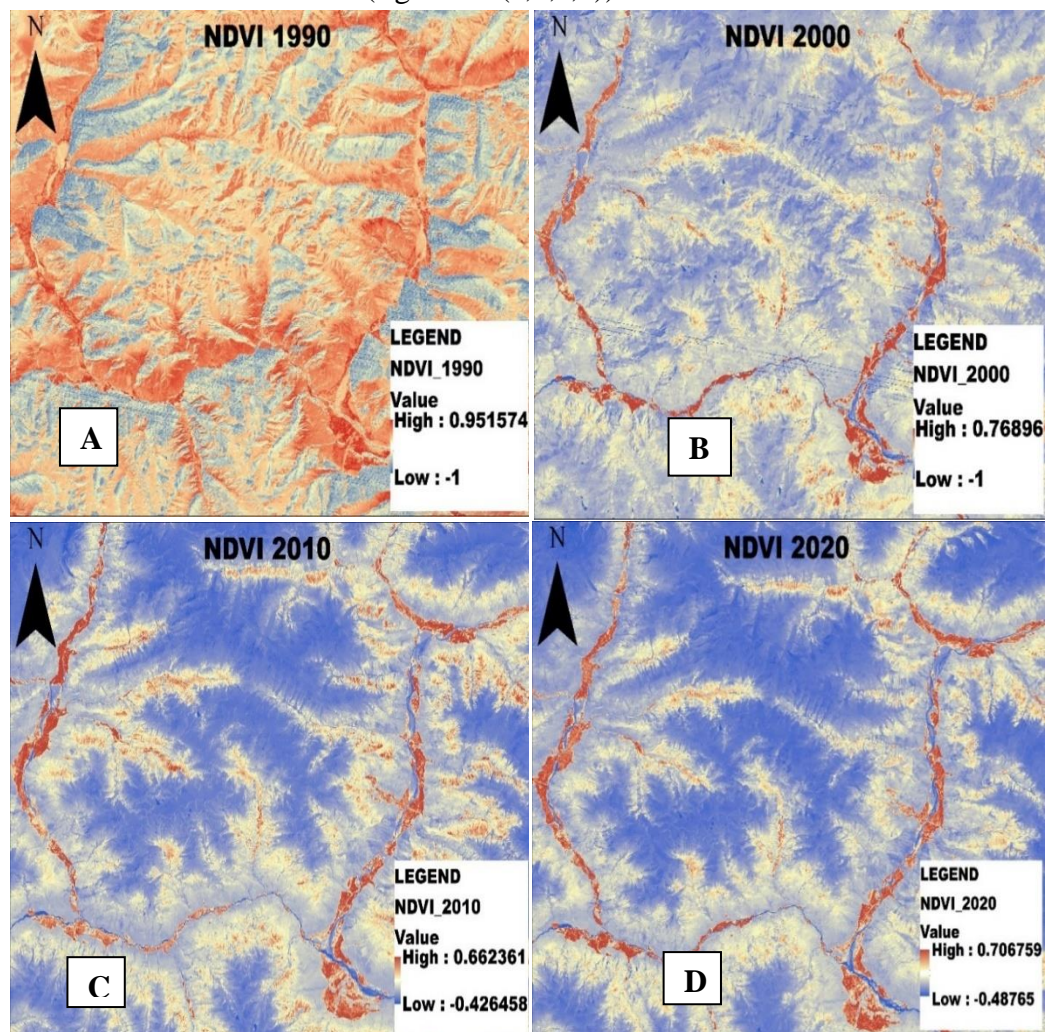 N
NDVI 1990
LEGEND
NDVI_1990
Value
High : 0.951574
Low : -1
A
N
NDVI 2000
LEGEND
NDVI_2000
Value
High : 0.76896
Low : -1
B
N
NDVI 2010
LEGEND
NDVI_2010
Value
High : 0.662361
Low : -0.426458
C
N
NDVI 2020
LEGEND
NDVI_2020
Value
High : 0.706759
Low : -0.48765
D